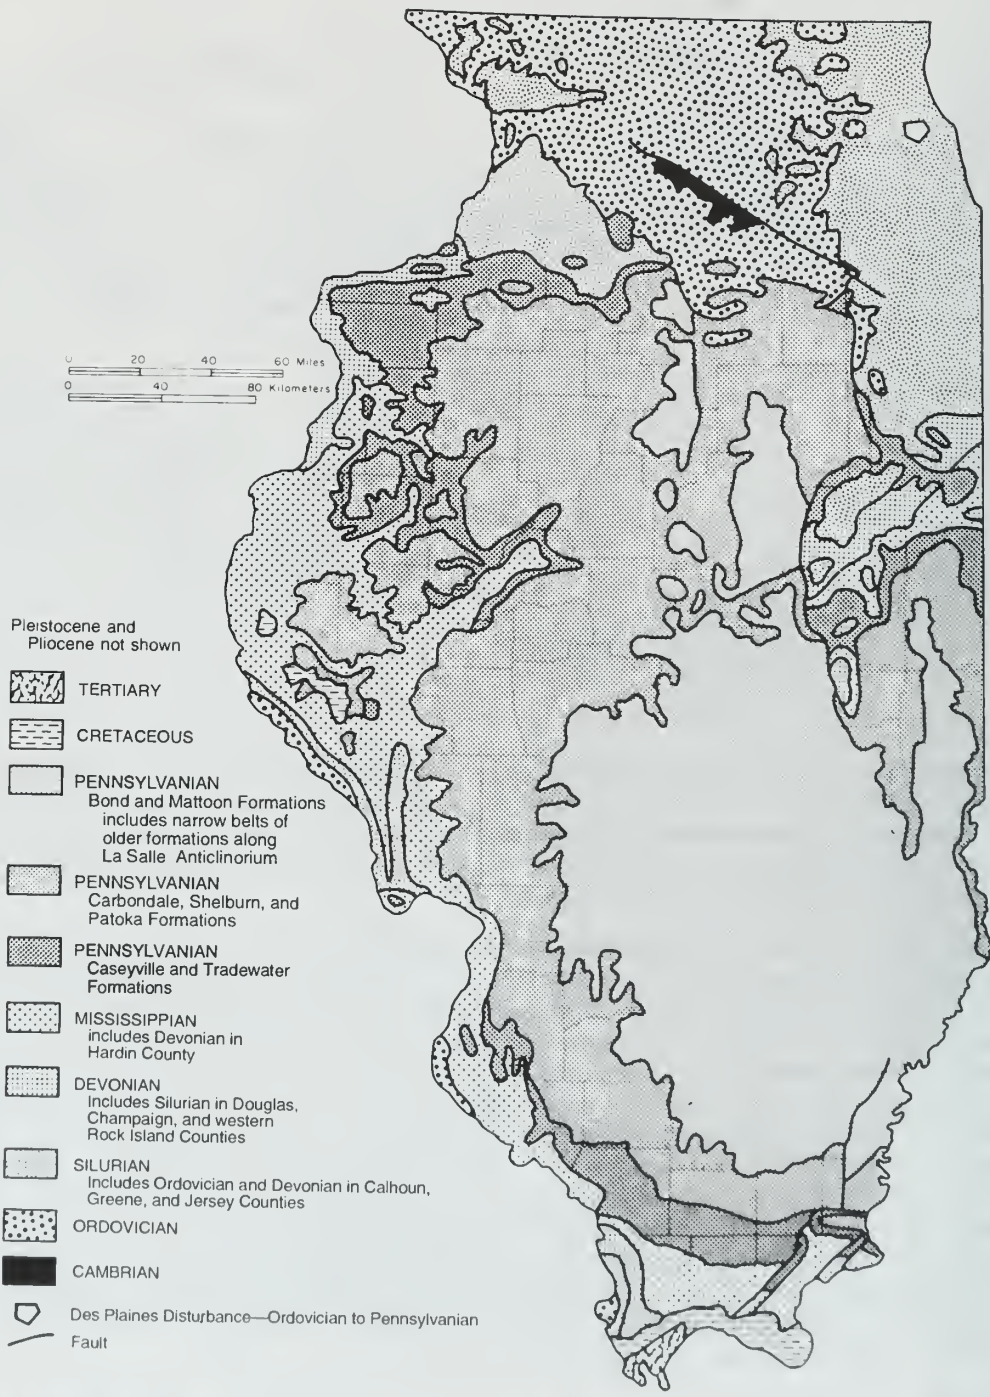 0 20 40 60 Miles
0 40 80 Kilometers
Pleistocene and
Pliocene not shown
TERTIARY
CRETACEOUS
PENNSYLVANIAN
Bond and Mattoon Formations
includes narrow belts of
older formations along
La Salle Anticlinorium
PENNSYLVANIAN
Carbondale, Shelburn, and
Patoka Formations
PENNSYLVANIAN
Caseyville and Tradewater
Formations
MISSISSIPPIAN
includes Devonian in
Hardin County
DEVONIAN
Includes Silurian in Douglas,
Champaign, and western
Rock Island Counties
SILURIAN
Includes Ordovician and Devonian in Calhoun,
Greene, and Jersey Counties
ORDOVICIAN
CAMBRIAN
Des Plaines Disturbance—Ordovician to Pennsylvanian
Fault